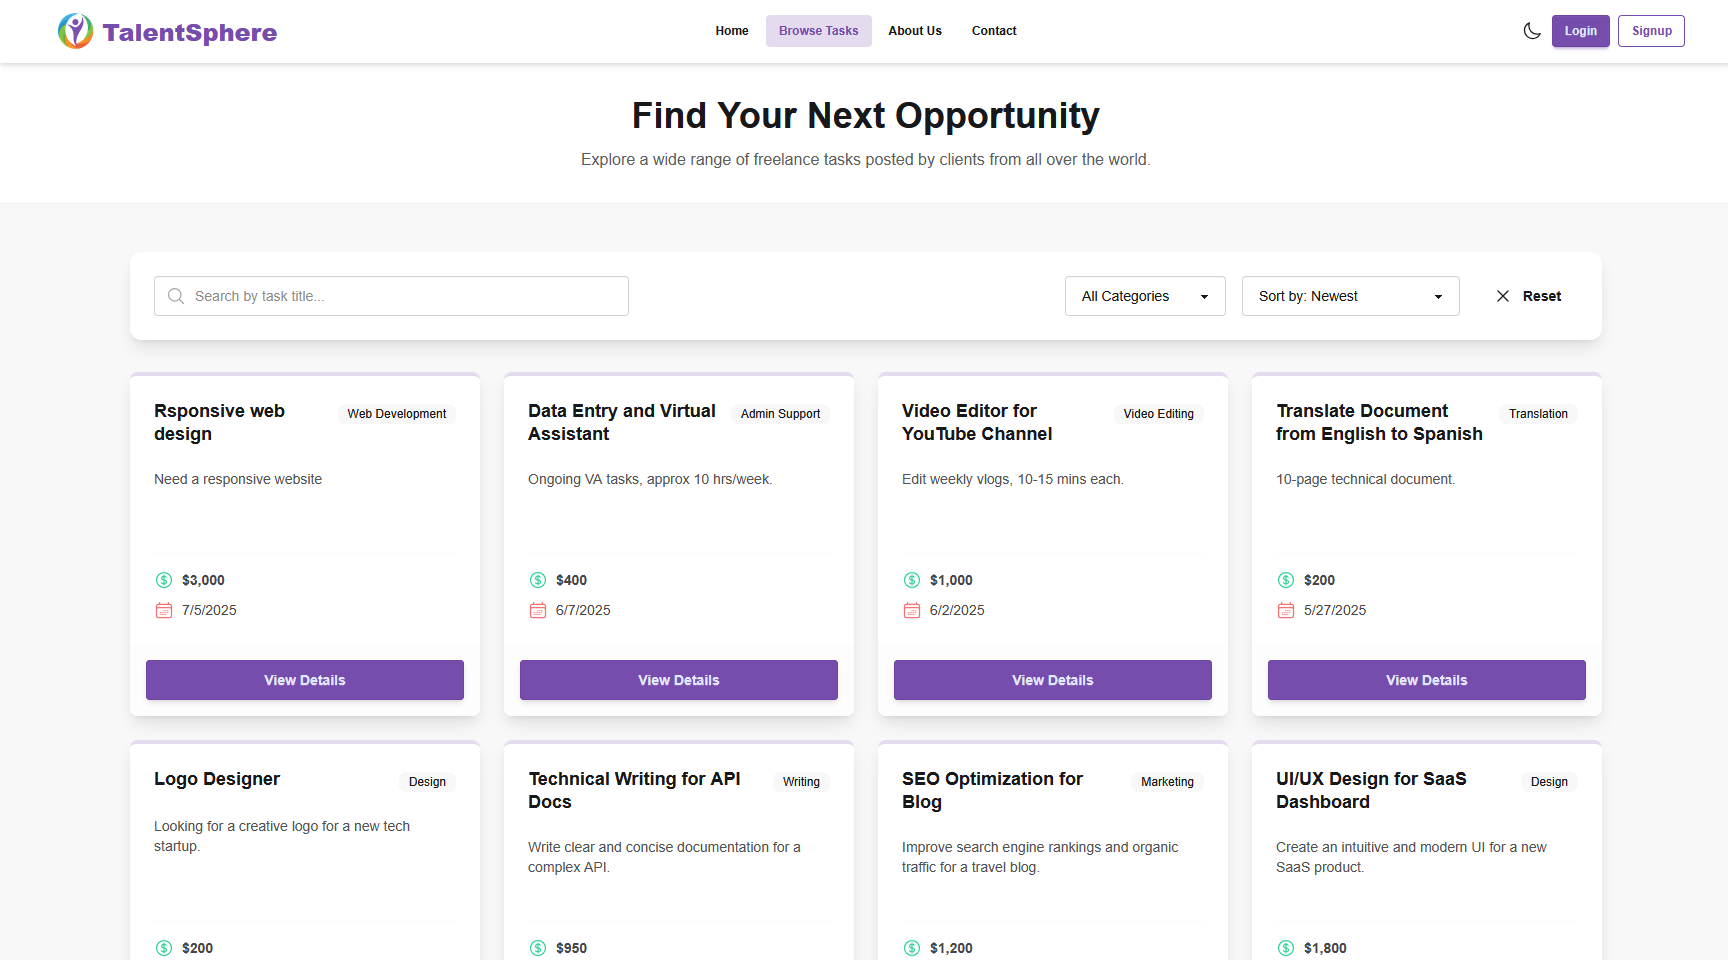 TalentSphere
Home
Browse Tasks
About Us
Contact
Login
Signup
Find Your Next Opportunity
Explore a wide range of freelance tasks posted by clients from all over the world.
Search by task title...
All Categories
Sort by: Newest
Reset
Rsponsive web
design
Web Development
Need a responsive website
$3,000
7/5/2025
View Details
Data Entry and Virtual
Assistant
Admin Support
Ongoing VA tasks, approx 10 hrs/week.
$400
6/7/2025
View Details
Video Editor for
YouTube Channel
Video Editing
Edit weekly vlogs, 10-15 mins each.
$1,000
6/2/2025
View Details
Translate Document
from English to Spanish
Translation
10-page technical document.
$200
5/27/2025
View Details
Logo Designer
Design
Looking for a creative logo for a new tech
startup.
$200
Technical Writing for API
Docs
Writing
Write clear and concise documentation for a
complex API.
$950
SEO Optimization for
Blog
Marketing
Improve search engine rankings and organic
traffic for a travel blog.
$1,200
UI/UX Design for SaaS
Dashboard
Design
Create an intuitive and modern UI for a new
SaaS product.
$1,800